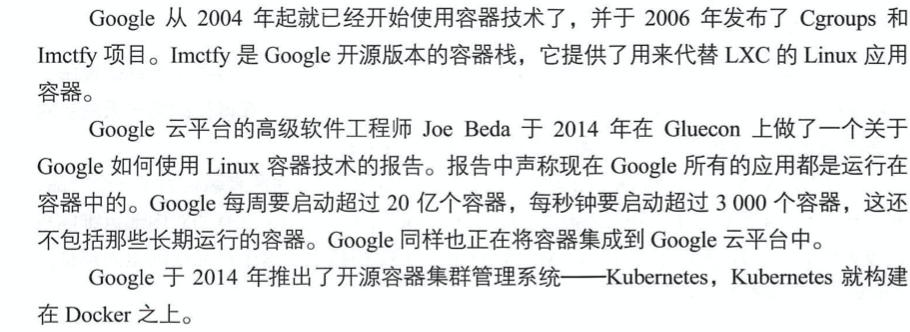 Google 从 2004 年起就已经开始使用容器技术了，并于 2006 年发布了 Cgroups 和
Imctfy 项目。Imctfy 是 Google 开源版本的容器栈，它提供了用来代替 LXC 的 Linux 应用
容器。
Google 云平台的高级软件工程师 Joe Beda 于 2014 年在 Gluecon 上做了一个关于
Google 如何使用 Linux 容器技术的报告。报告中声称现在 Google 所有的应用都是运行在
容器中的。Google 每周要启动超过 20 亿个容器，每秒钟要启动超过 3 000 个容器，这还
不包括那些长期运行的容器。Google 同样也正在将容器集成到 Google 云平台中。
Google 于 2014 年推出了开源容器集群管理系统——Kubernetes，Kubernetes 就构建
在 Docker 之上。